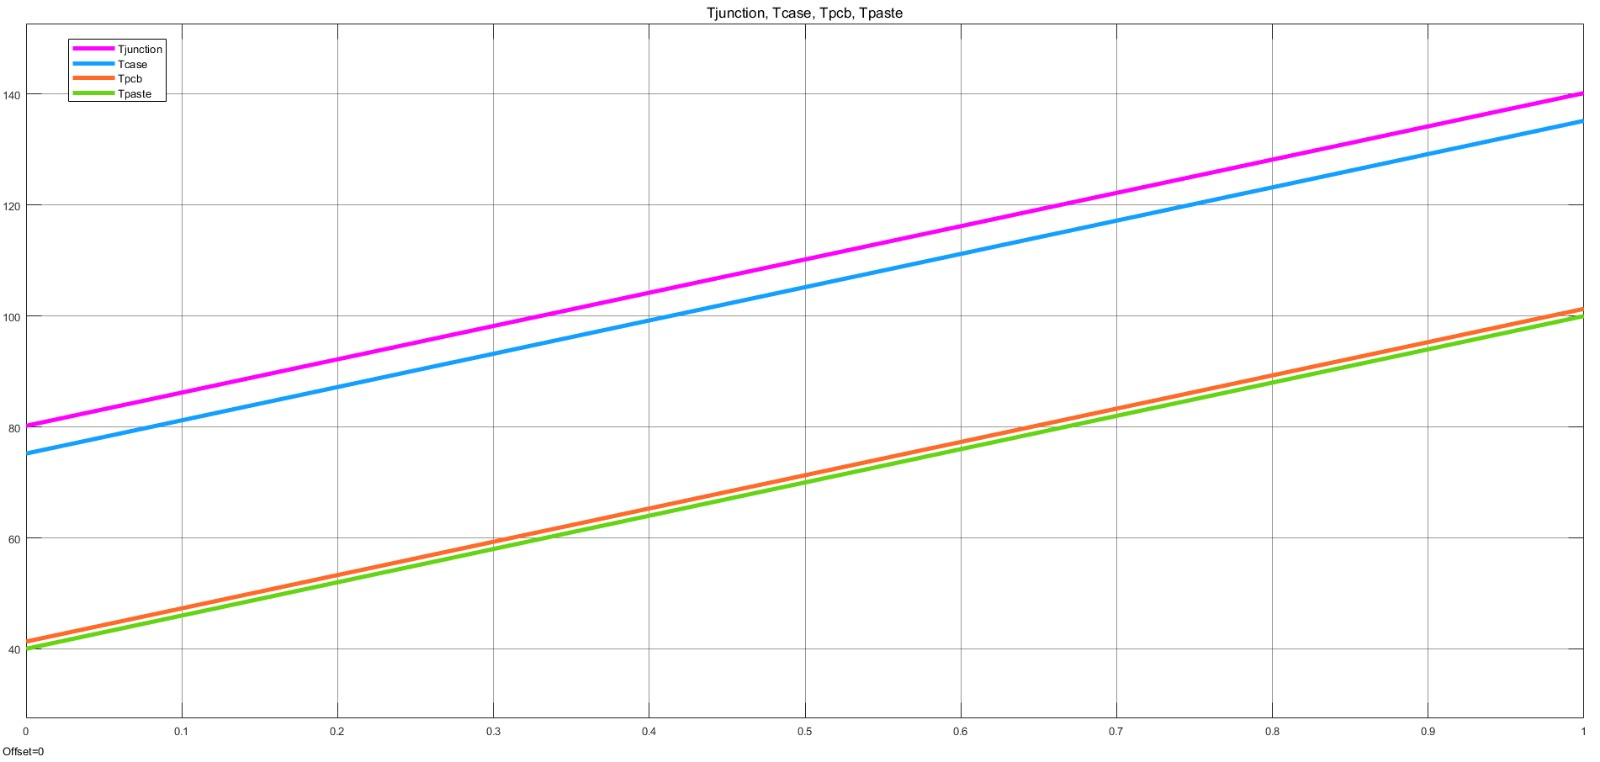 Tjunction, Tcase, Tpcb, Tpaste
Tjunction
Tcase
Tpcb
Tpaste
140
120
100
80
60
40
0 0.1 0.2 0.3 0.4 0.5 0.6 0.7 0.8 0.9 1
Offset=0